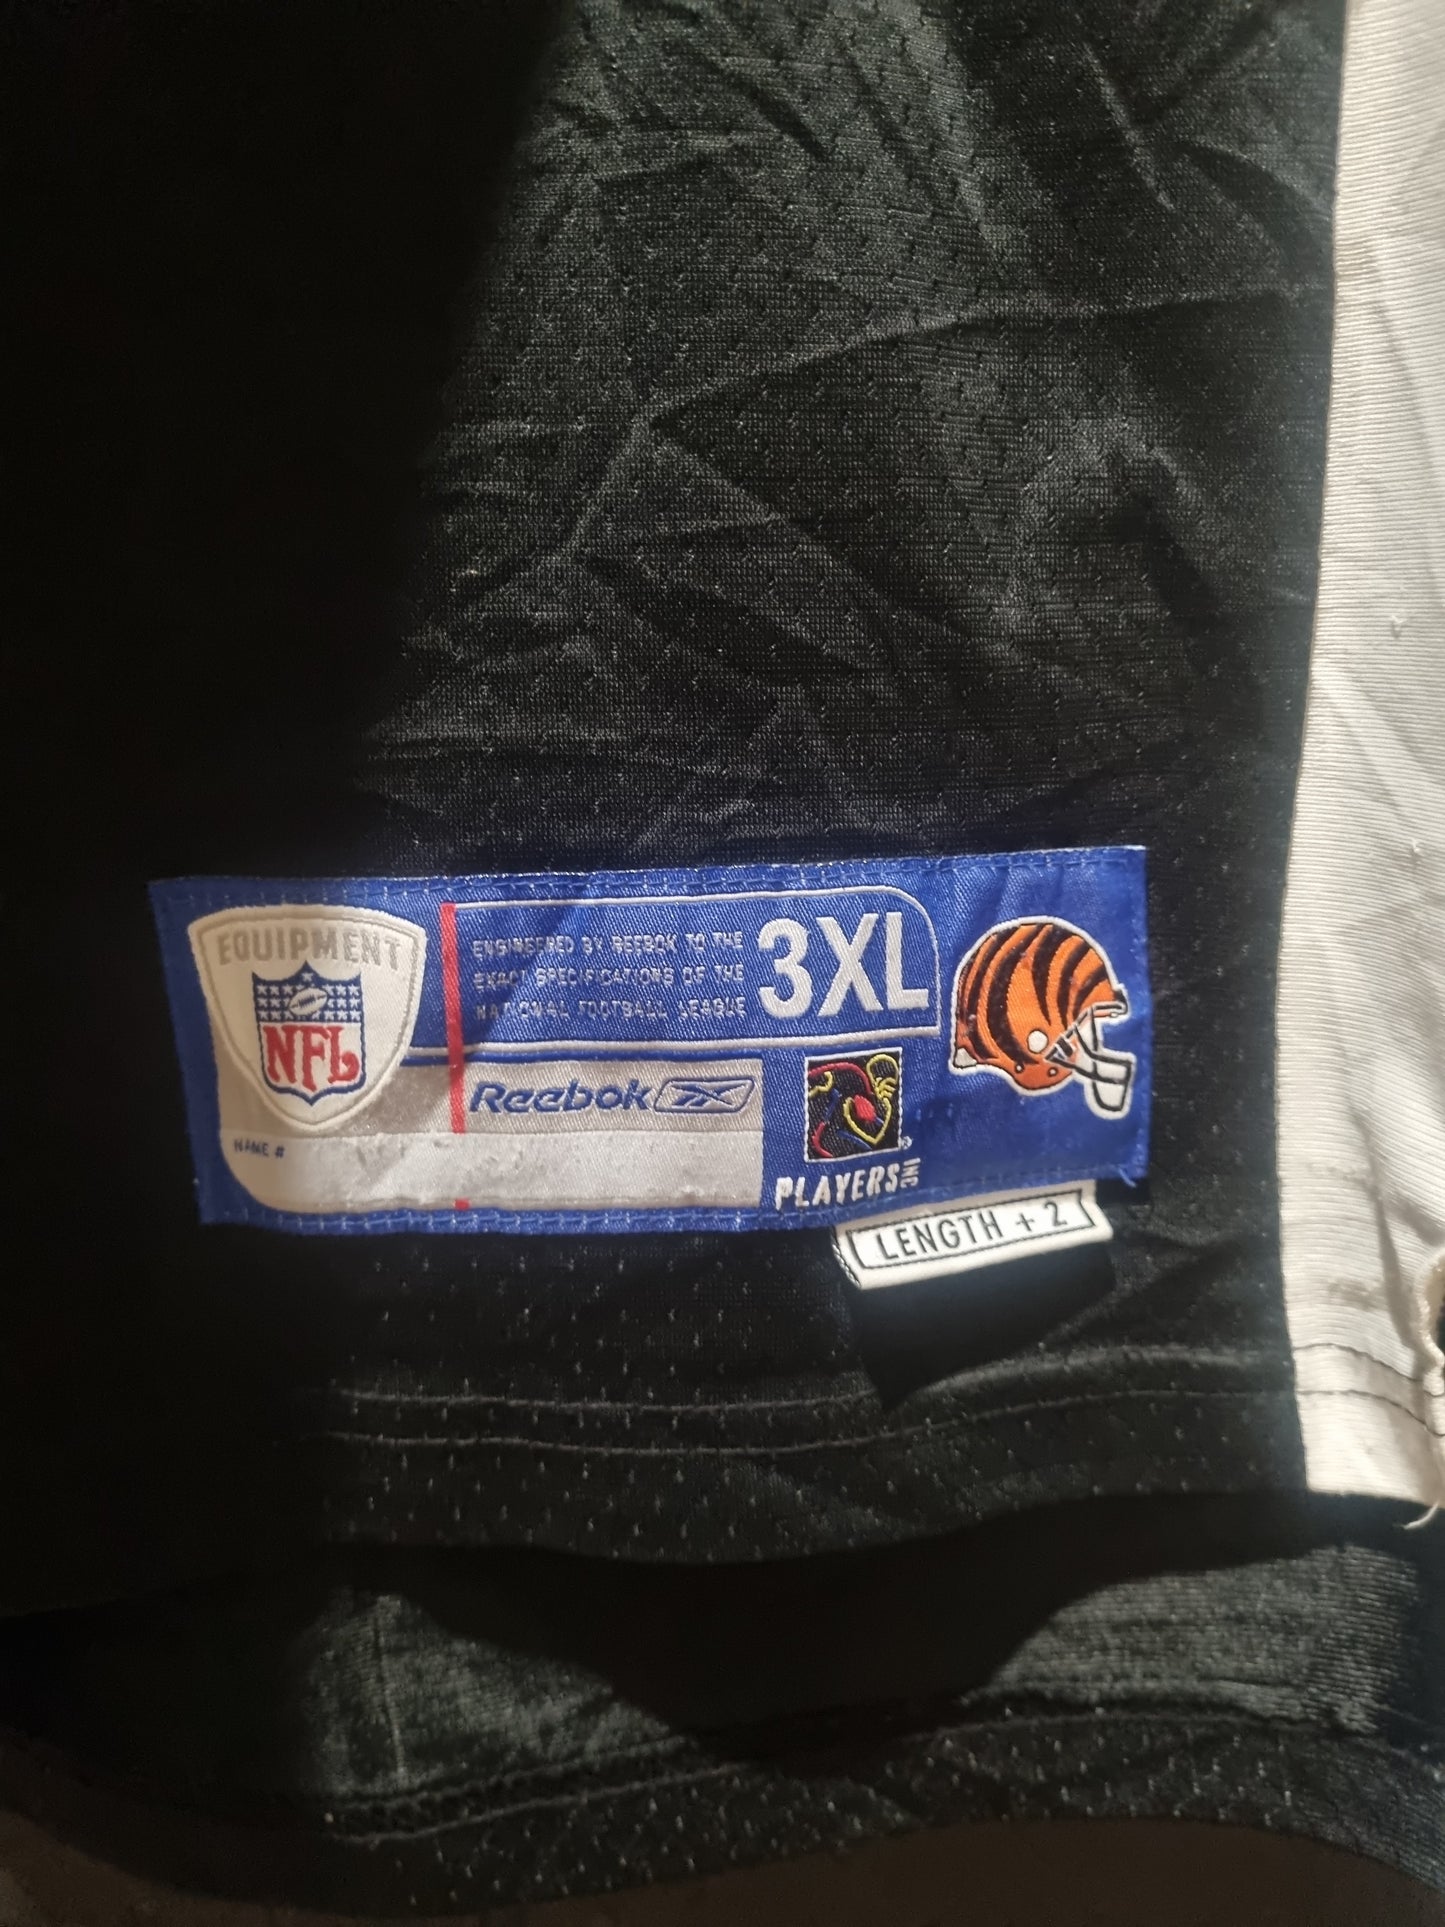 EQUIPMENT
NFL
ENGINEERED BY REEBOK TO THE
EXACT SPECIFICATIONS OF THE
NATIONAL FOOTBALL LEAGUE
3XL
Reebok
NAME #
PLAYERS INC
®
LENGTH + 2